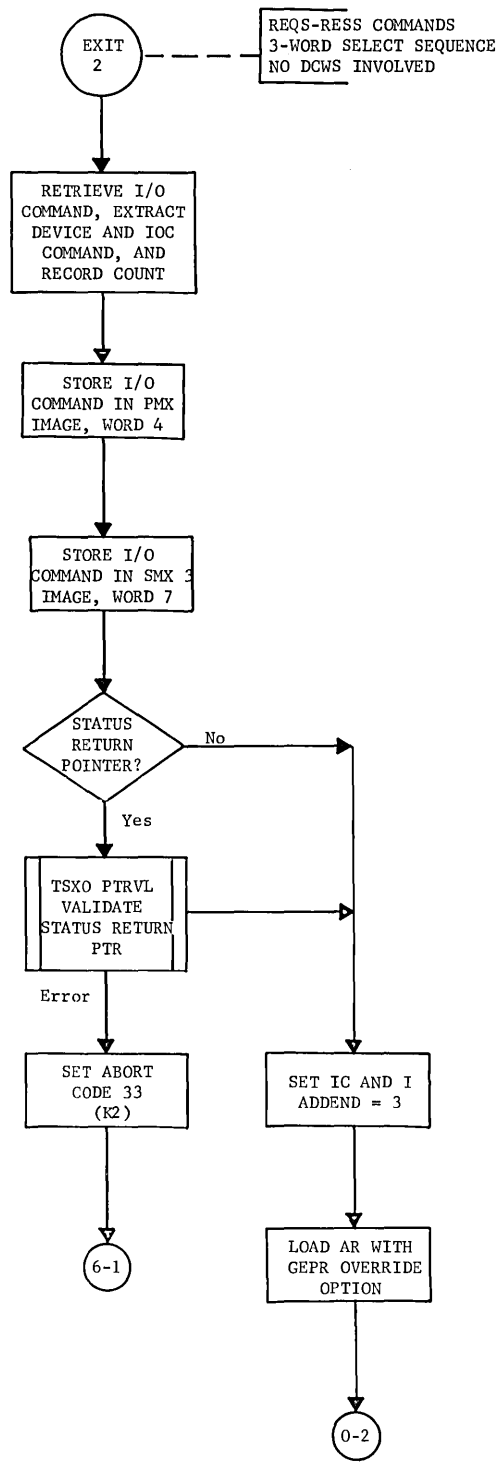 EXIT
2
REQS-RESS COMMANDS
3-WORD SELECT SEQUENCE
NO DCWS INVOLVED
RETRIEVE I/O
COMMAND, EXTRACT
DEVICE AND IOC
COMMAND, AND
RECORD COUNT
STORE I/O
COMMAND IN PMX
IMAGE, WORD 4
STORE I/O
COMMAND IN SMX 3
IMAGE, WORD 7
STATUS
RETURN
POINTER?
No
Yes
TSXO PTRVL
VALIDATE
STATUS RETURN
PTR
Error
SET ABORT
CODE 33
(K2)
6-1
SET IC AND I
ADDEND = 3
LOAD AR WITH
GEPR OVERRIDE
OPTION
0-2